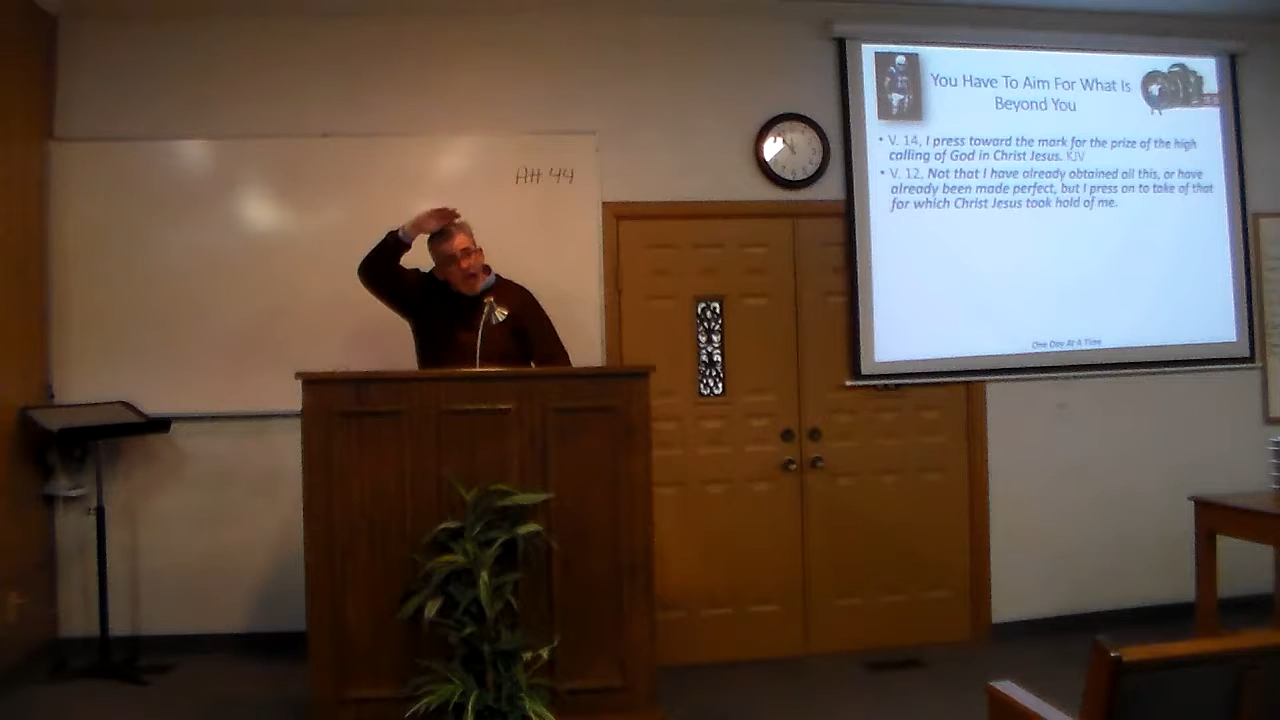 Att 44
You Have To Aim For What Is
Beyond You
• V. 14, I press toward the mark for the prize of the high
calling of God in Christ Jesus. KJV
• V. 12, Not that I have already obtained all this, or have
already been made perfect, but I press on to take of that
for which Christ Jesus took hold of me.
One Day At A Time